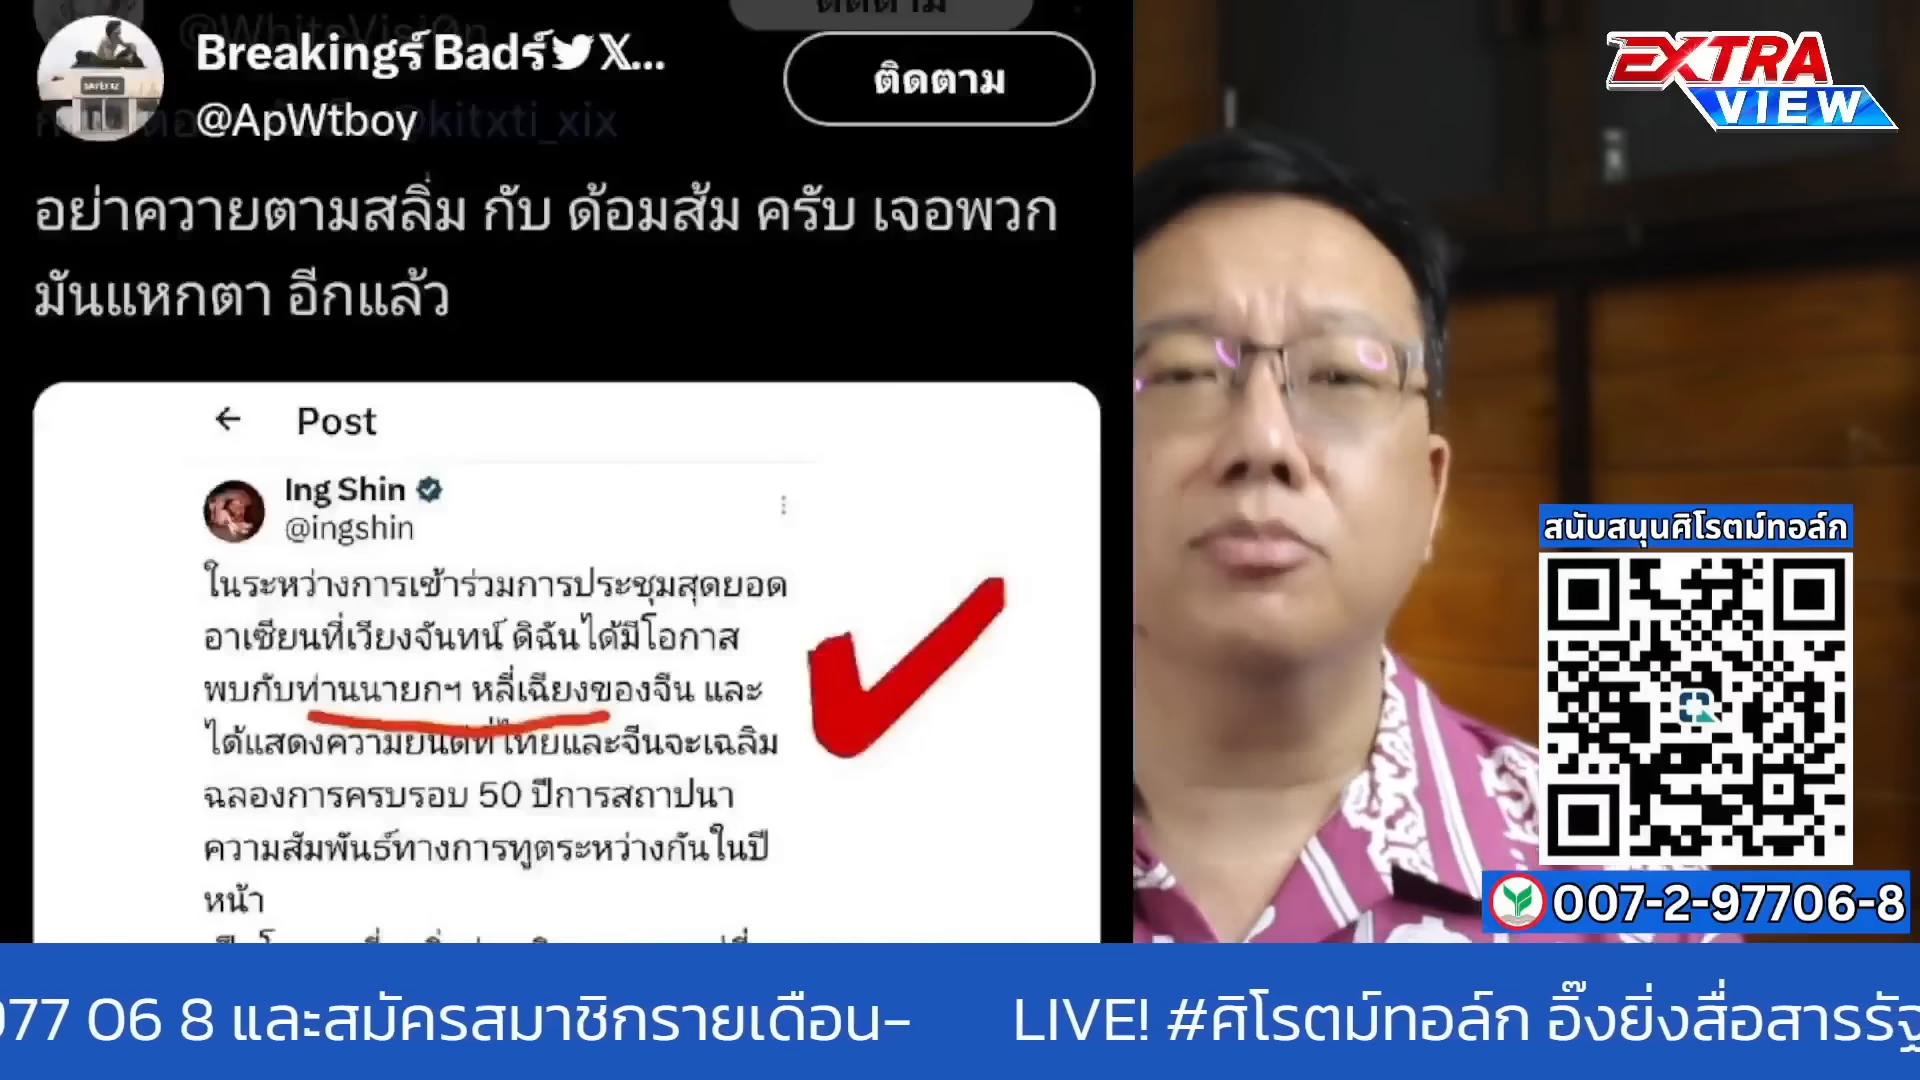 Breakingร์ Badร์🐦𝕏...
@ApWtboy
ติดตาม
@kitxti_xix
อย่าควายตามสลิ่ม กับ ด้อมส้ม ครับ เจอพวก
มันแหกตา อีกแล้ว
← Post
Ing Shin
@ingshin
ในระหว่างการเข้าร่วมการประชุมสุดยอด
อาเซียนที่เวียงจันทน์ ดิฉันได้มีโอกาส
พบกับท่านนายกฯ หลี่เฉียงของจีน และ
ได้แสดงความยินดีที่ไทยและจีนจะเฉลิม
ฉลองการครบรอบ 50 ปีการสถาปนา
ความสัมพันธ์ทางการทูตระหว่างกันในปี
หน้า
EXTRA
VIEW
สนับสนุนศิโรตม์ทอล์ก
007-2-97706-8
077 06 8 และสมัครสมาชิกรายเดือน-
LIVE! #ศิโรตม์ทอล์ก อิ๊งยิ่งสื่อสารรัฐ